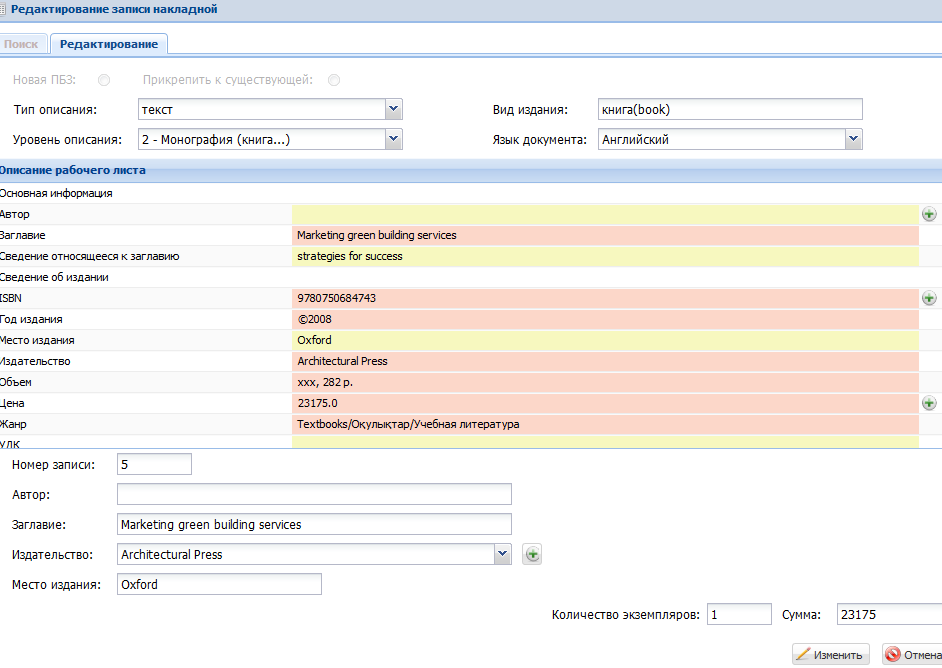 Редактирование записи накладной
Поиск Редактирование
Новая ПБЗ: Прикрепить к существующей:
Тип описания: текст Вид издания: книга(book)
Уровень описания: 2 - Монография (книга...) Язык документа: Английский
Описание рабочего листа
Основная информация
Автор
Заглавие Marketing green building services
Сведение относящееся к заглавию strategies for success
Сведение об издании
ISBN 9780750684743
Год издания ©2008
Место издания Oxford
Издательство Architectural Press
Объем xxx, 282 p.
Цена 23175.0
Жанр Textbooks/Оқулықтар/Учебная литература
УДК
Номер записи: 5
Автор:
Заглавие: Marketing green building services
Издательство: Architectural Press
Место издания: Oxford
Количество экземпляров: 1 Сумма: 23175
Изменить Отмена